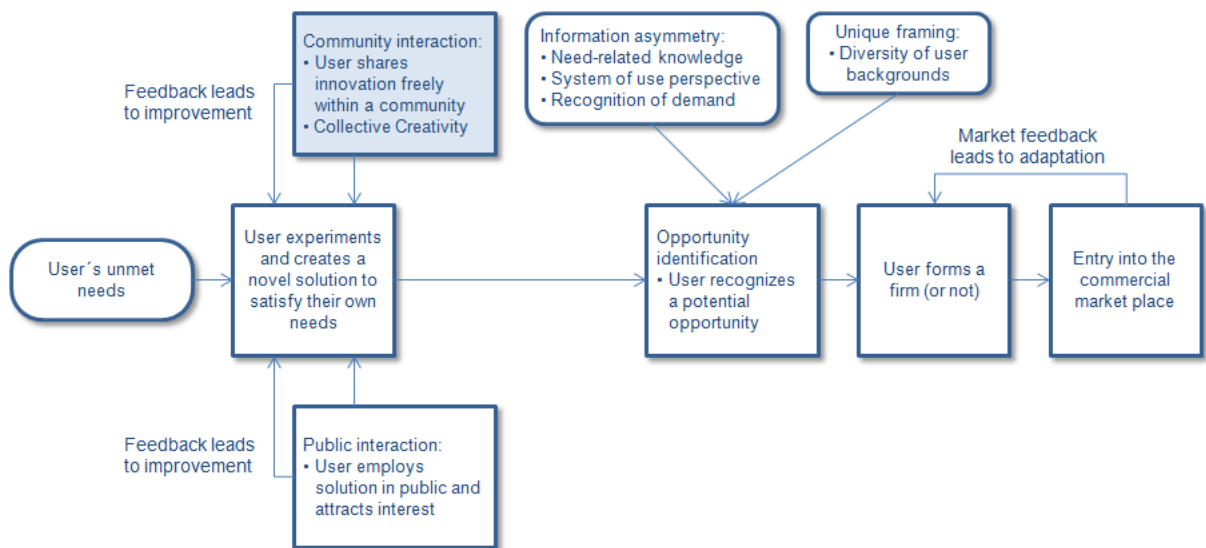 Community interaction:
• User shares
innovation freely
within a community
• Collective Creativity
Feedback leads
to improvement
Information asymmetry:
• Need-related knowledge
• System of use perspective
• Recognition of demand
Unique framing:
• Diversity of user
backgrounds
Market feedback
leads to adaptation
User´s unmet
needs
User experiments
and creates a
novel solution to
satisfy their own
needs
Opportunity
identification
• User recognizes
a potential
opportunity
User forms a
firm (or not)
Entry into the
commercial
market place
Feedback leads
to improvement
Public interaction:
• User employs
solution in public and
attracts interest